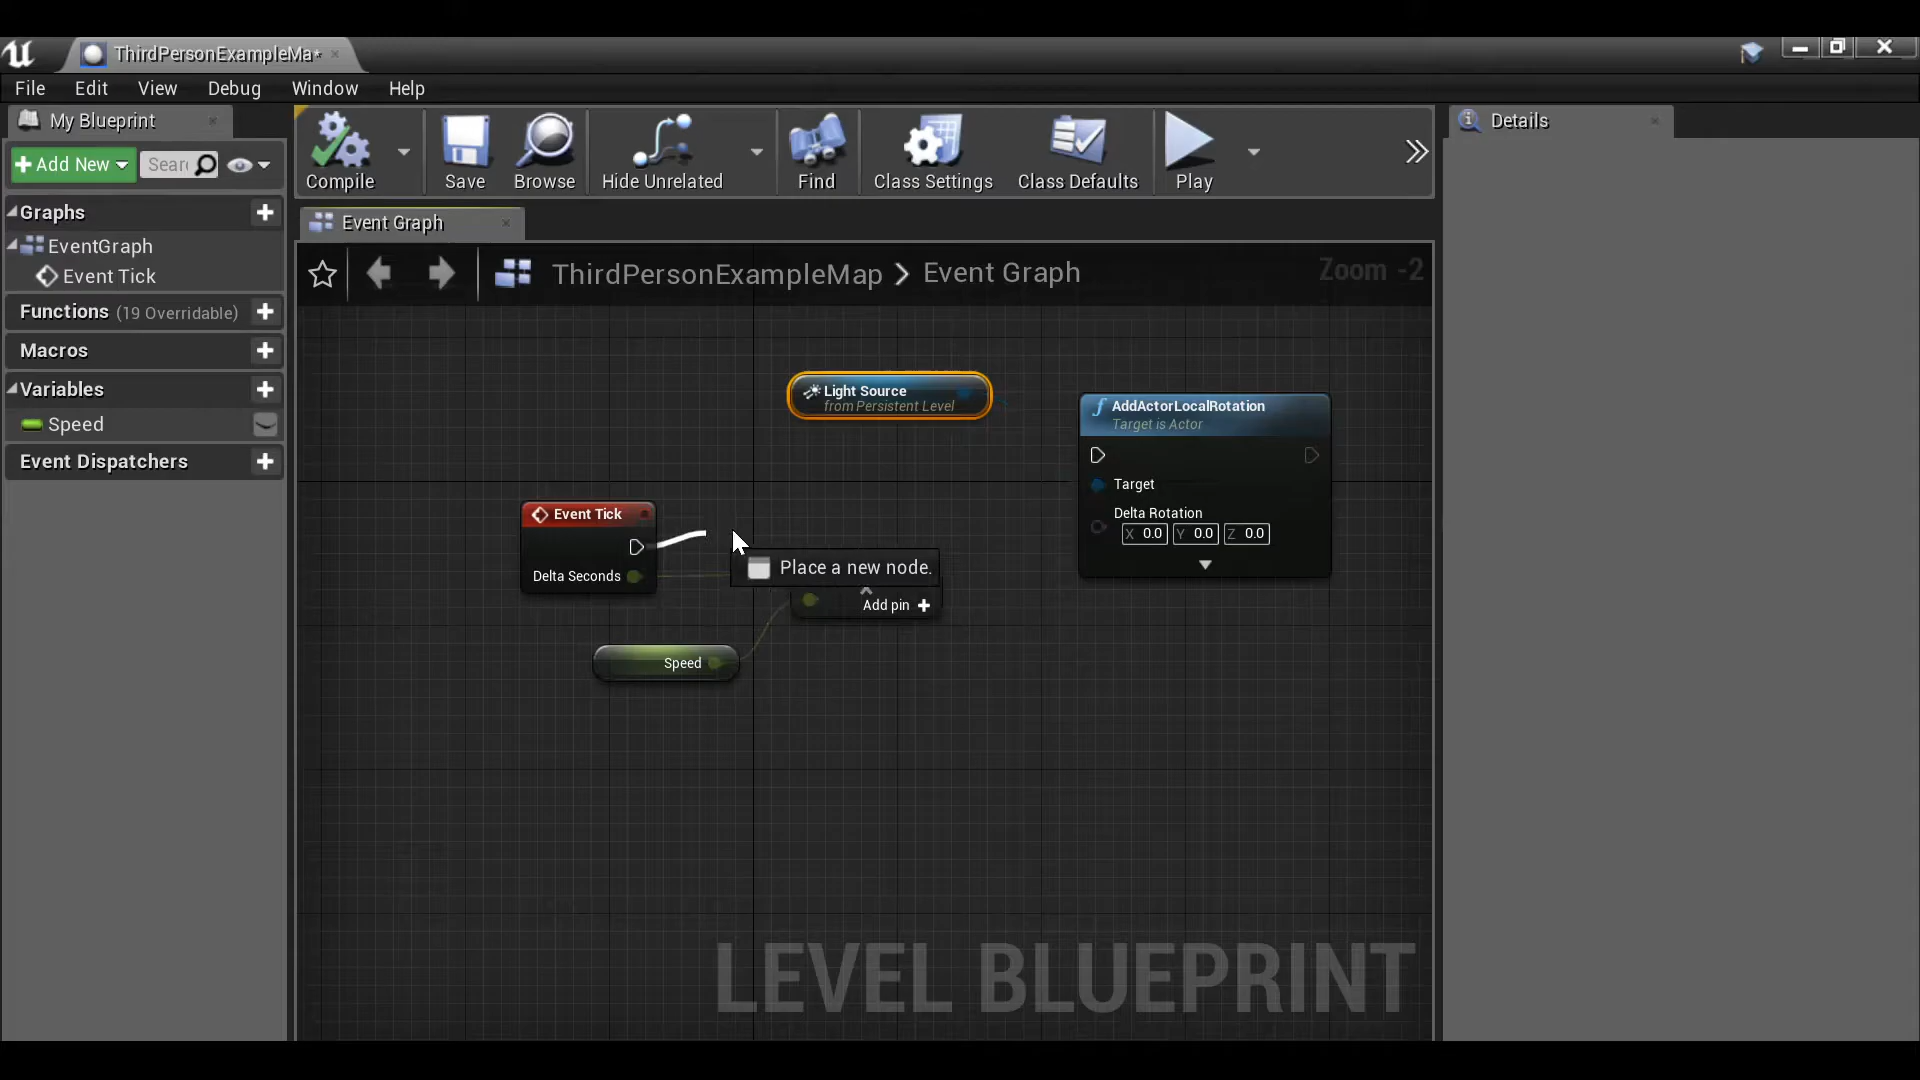 ThirdPersonExampleMa*
File Edit View Debug Window Help
My Blueprint
Details
Add New
Sear
Compile
Save
Browse
Hide Unrelated
Find
Class Settings
Class Defaults
Play
Graphs
EventGraph
Event Tick
Functions (19 Overridable)
Macros
Variables
Speed
Event Dispatchers
Event Graph
ThirdPersonExampleMap > Event Graph
Zoom -2
Light Source
from Persistent Level
AddActorLocalRotation
Target is Actor
Target
Delta Rotation
X 0.0 Y 0.0 Z 0.0
Event Tick
Delta Seconds
Place a new node.
Add pin
Speed
LEVEL BLUEPRINT